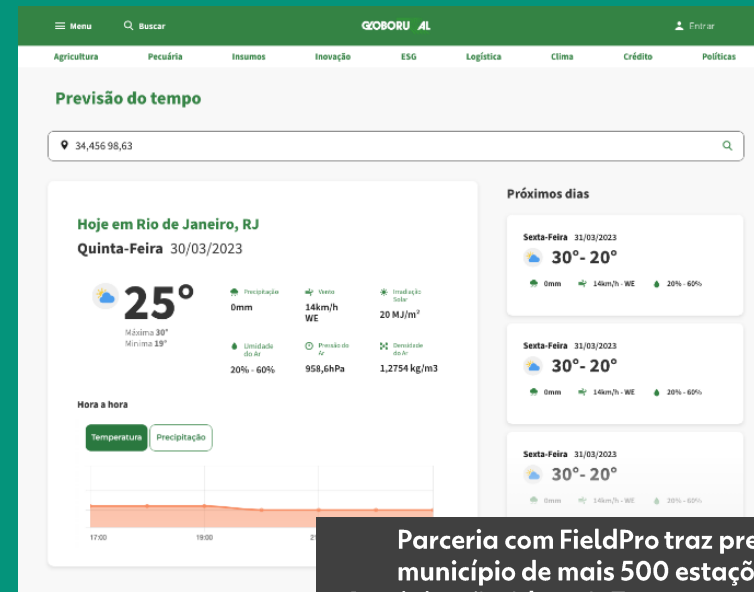 Menu Buscar GLOBORURAL Entrar
Agricultura Pecuária Insumos Inovação ESG Logística Clima Crédito Políticas
Previsão do tempo
34,456 98,63
Hoje em Rio de Janeiro, RJ
Quinta-Feira 30/03/2023
25°
Máxima 30°
Mínima 19°
Precipitação
0mm
Vento
14km/h
WE
Irradiação
Solar
20 MJ/m²
Umidade
do Ar
20% - 60%
Pressão do
Ar
958,6hPa
Densidade
do Ar
1,2754 kg/m3
Hora a hora
Temperatura Precipitação
17:00 19:00
Próximos dias
Sexta-Feira 31/03/2023
30°- 20°
0mm 14km/h - WE 20% - 60%
Sexta-Feira 31/03/2023
30°- 20°
0mm 14km/h - WE 20% - 60%
Sexta-Feira 31/03/2023
30°- 20°
0mm 14km/h - WE 20% - 60%
Parceria com FieldPro traz pre
município de mais 500 estaçõ